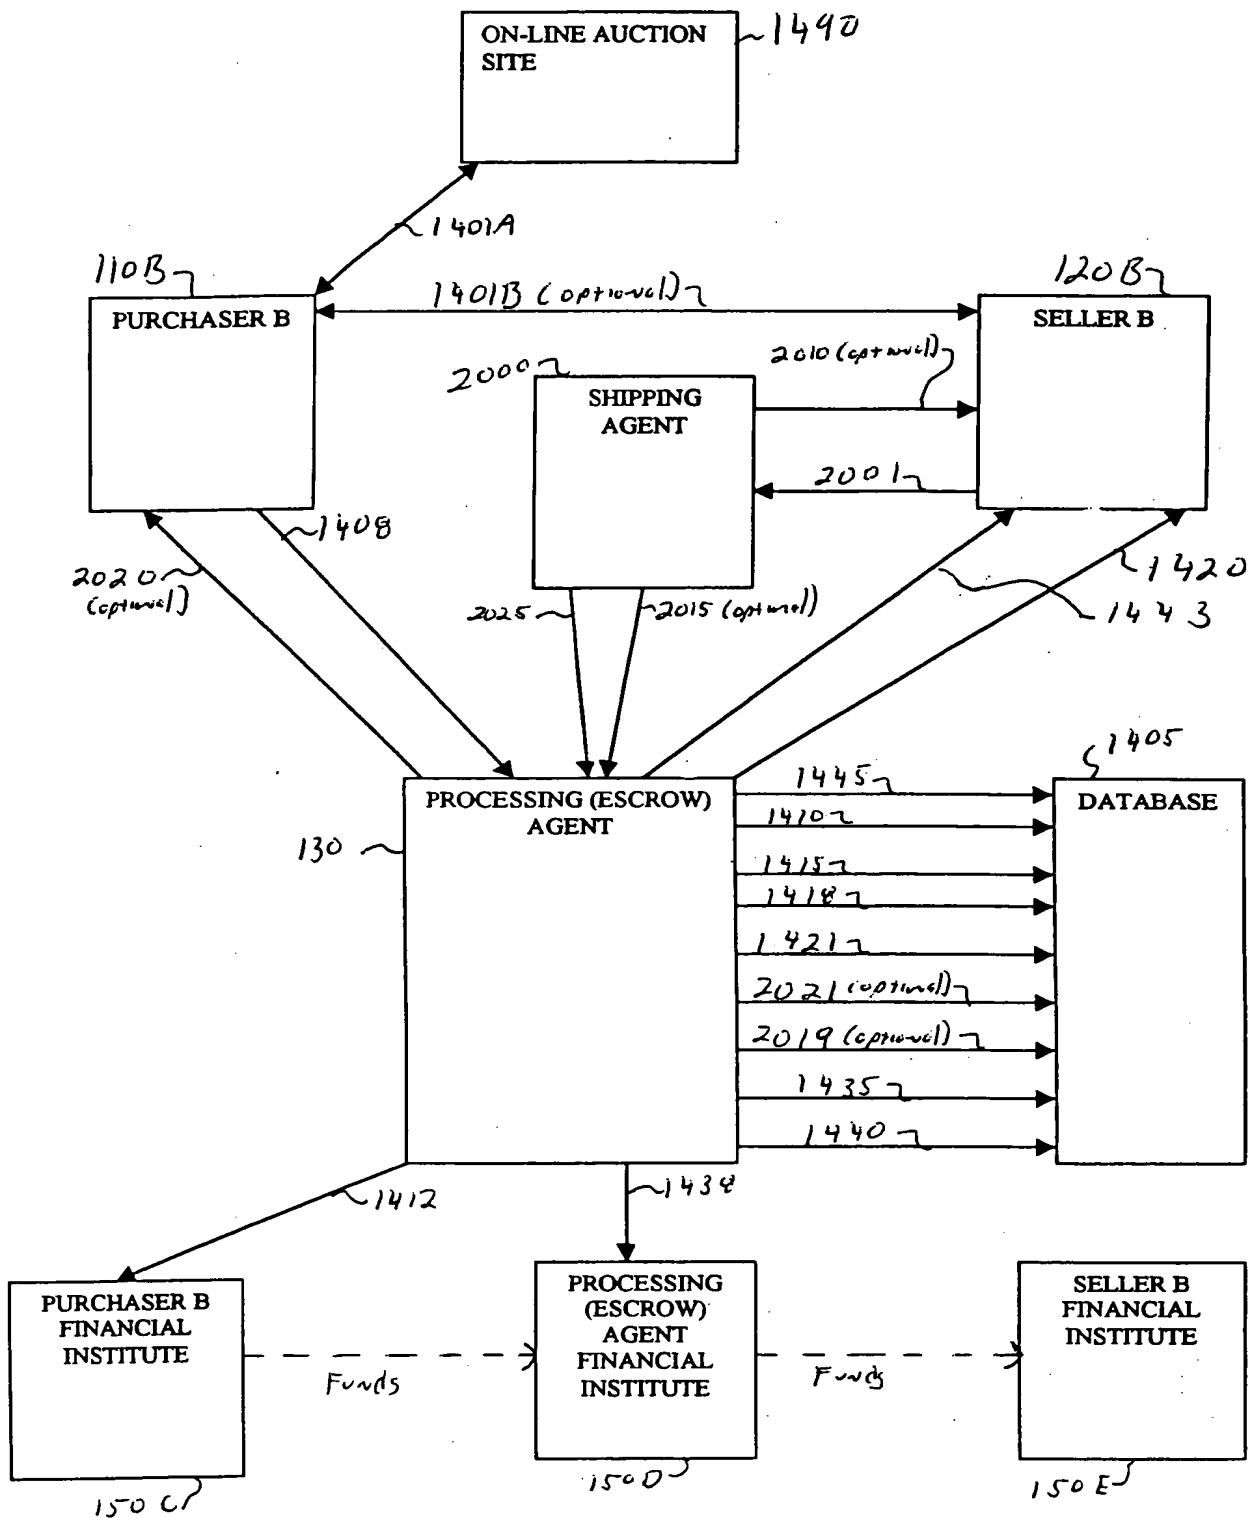 ON-LINE AUCTION
SITE
1490
1401A
110B
1401B (optional)
120B
PURCHASER B
SELLER B
2010 (optional)
2000
SHIPPING
AGENT
2001
1408
2020
(optional)
2025
2015 (optional)
1420
1443
1405
PROCESSING (ESCROW)
AGENT
130
DATABASE
1445
1410
1415
1418
1421
2021 (optional)
2019 (optional)
1435
1440
1412
1438
PURCHASER B
FINANCIAL
INSTITUTE
PROCESSING
(ESCROW)
AGENT
FINANCIAL
INSTITUTE
SELLER B
FINANCIAL
INSTITUTE
Funds
Funds
150C
150D
150E